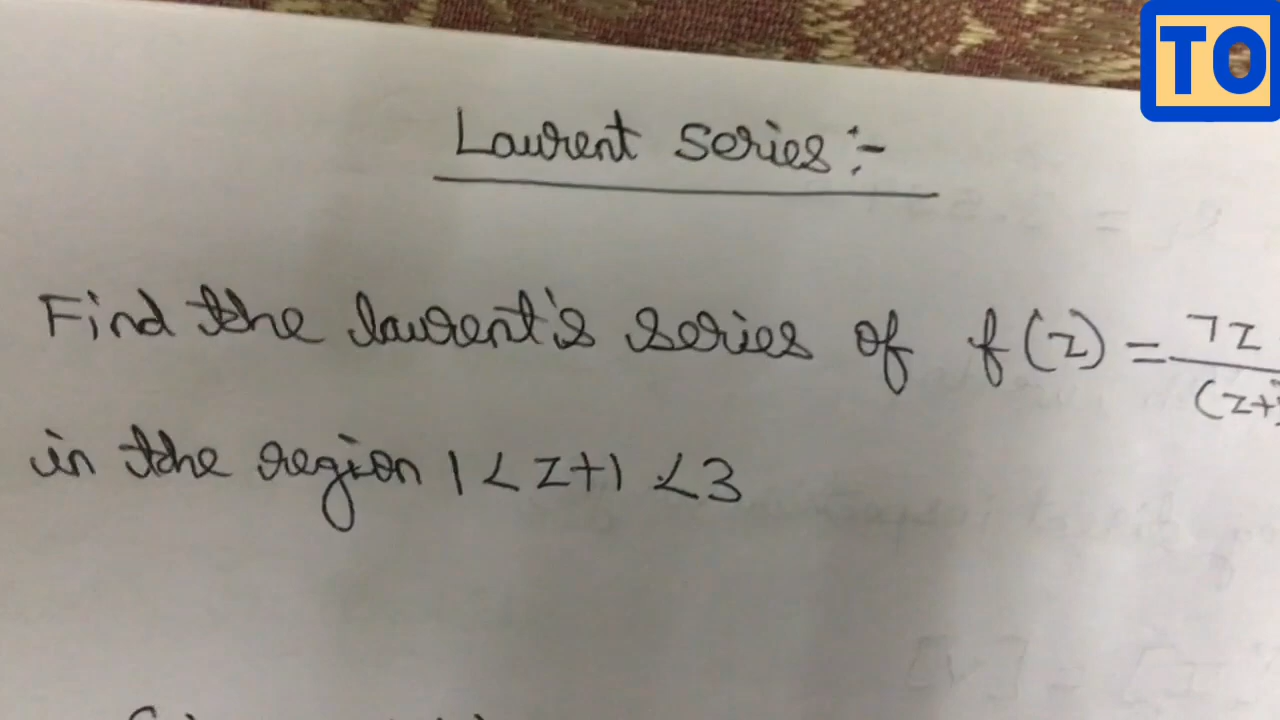 TO
Laurent series:-
Find the laurent's series of f(z) = 7z
(z+
in the region 1 < z+1 < 3